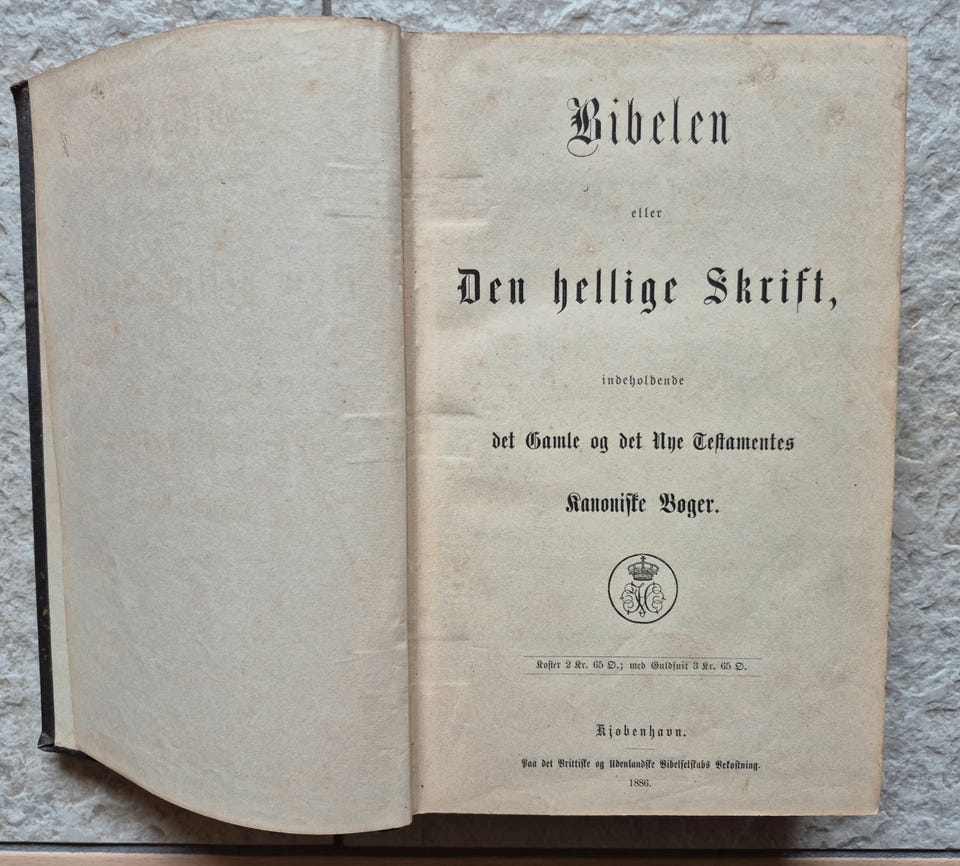 Bibelen
eller
Den hellige Skrift,
indeholdende
det Gamle og det Nye Testamentes
Kanoniske Bøger.
Koster 2 Kr. 65 Ø.; med Guldsnit 3 Kr. 65 Ø.
Kjøbenhavn.
Paa det Brittiske og Udenlandske Bibelselskabs Bekostning.
1886.